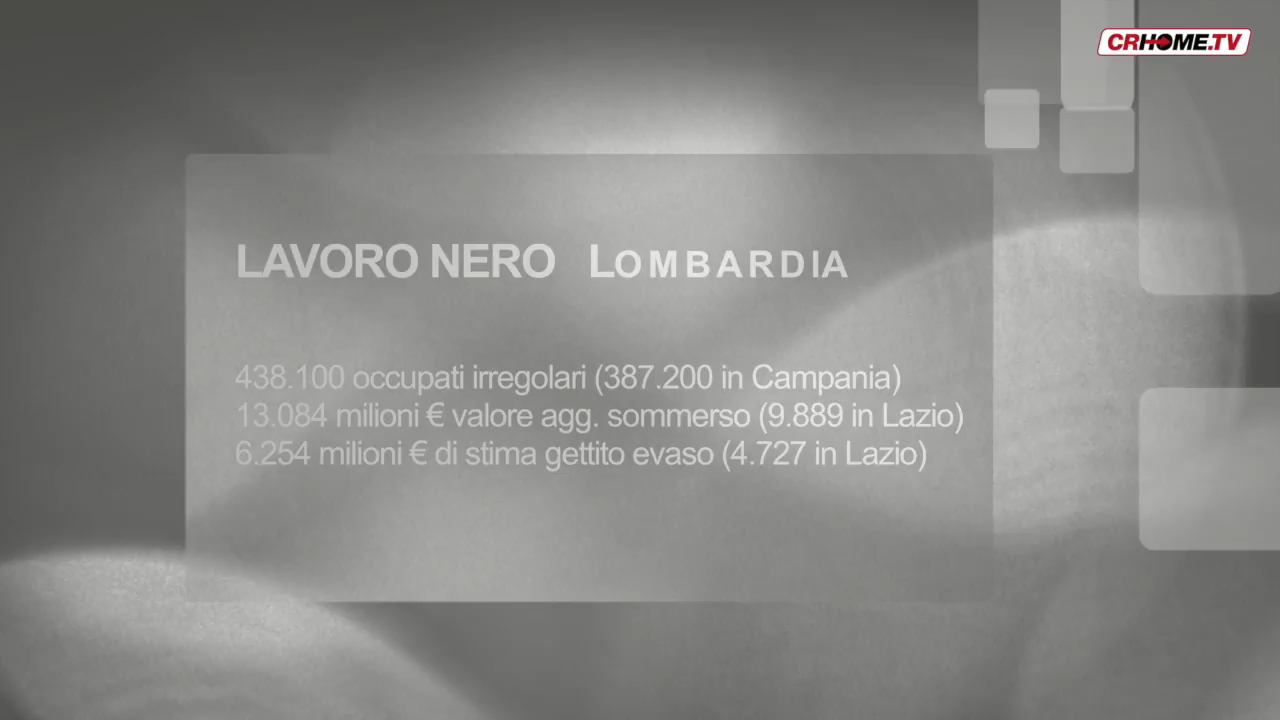 CRHOME.TV
LAVORO NERO LOMBARDIA
438.100 occupati irregolari (387.200 in Campania)
13.084 milioni € valore agg. sommerso (9.889 in Lazio)
6.254 milioni € di stima gettito evaso (4.727 in Lazio)